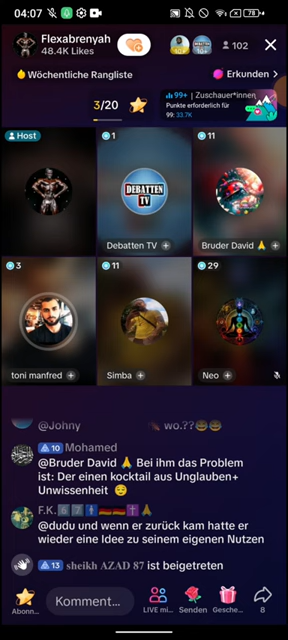 04:07
78
Flexabrenyah
48.4K Likes
102
Wöchentliche Rangliste
Erkunden >
3/20
99+ | Zuschauer*innen
Punkte erforderlich für
99: 33.7K
Host
1
11
DEBATTEN
TV
Debatten TV +
Bruder David 🙏 +
3
11
29
toni manfred +
Simba +
Neo +
@Johny wo.??😂😂
10 Mohamed
@Bruder David 🙏 Bei ihm das Problem
ist: Der einen kocktail aus Unglauben+
Unwissenheit 😌
F.K. 6️⃣7️⃣ 🇩🇪🇩🇪✝️🙏
@dudu und wenn er zurück kam hatte er
wieder eine Idee zu seinem eigenen Nutzen
13 sheikh AZAD 87 ist beigetreten
Abonn...
Komment...
LIVE mi...
Senden
Gesche...
8